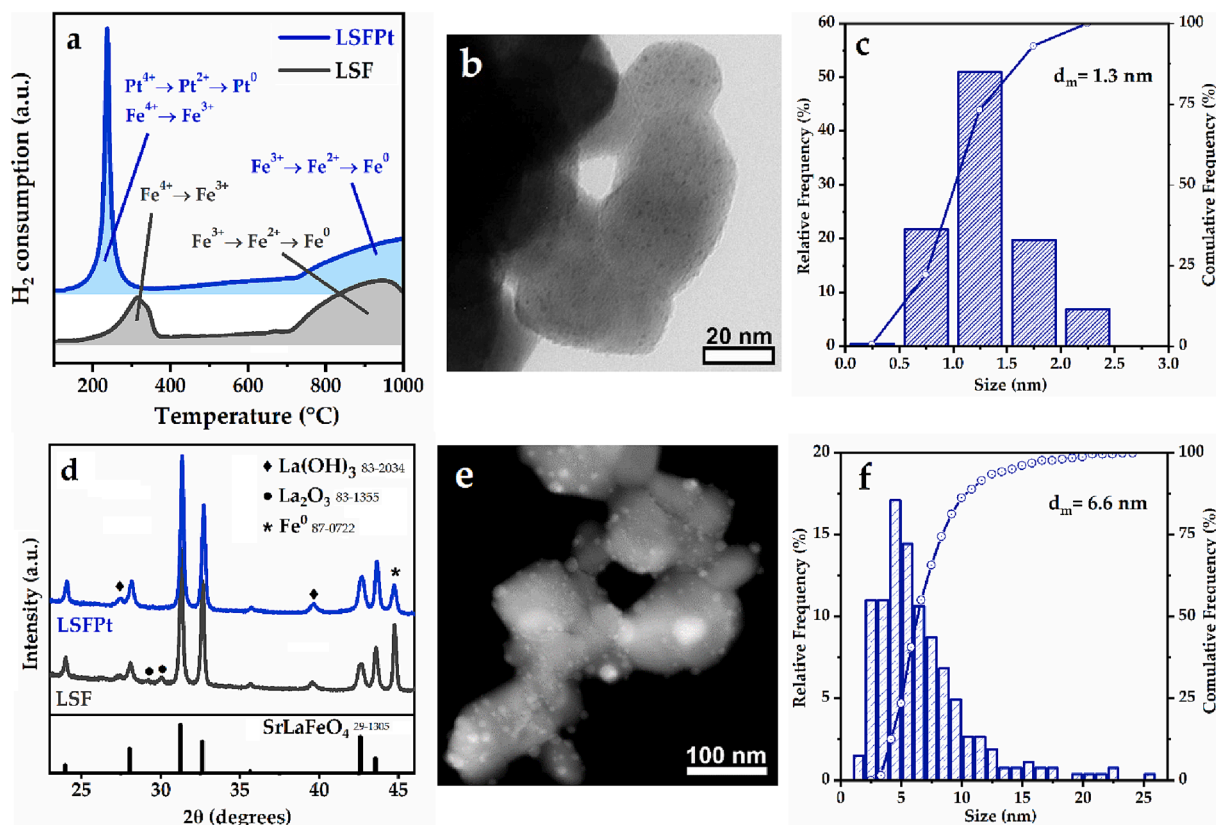 a
LSFPt
LSF
Pt⁴⁺→Pt²⁺→Pt⁰
Fe⁴⁺→Fe³⁺
Fe³⁺→Fe²⁺→Fe⁰
Fe⁴⁺→Fe³⁺
Fe³⁺→Fe²⁺→Fe⁰
H₂ consumption (a.u.)
200 400 600 800 1000
Temperature (°C)
b
20 nm
c
dₘ= 1.3 nm
Relative Frequency (%)
60
50
40
30
20
10
0
0.0 0.5 1.0 1.5 2.0 2.5 3.0
Size (nm)
100
75
50
25
0
Comulative Frequency (%)
d
♦ La(OH)₃ 83-2034
● La₂O₃ 83-1355
* Fe⁰ 87-0722
♦ ♦ *
LSFPt
● ●
LSF
SrLaFeO₄ 29-1305
Intensity (a.u.)
25 30 35 40 45
2θ (degrees)
e
100 nm
f
dₘ= 6.6 nm
Relative Frequency (%)
20
15
10
5
0
0 5 10 15 20 25
Size (nm)
100
75
50
25
0
Comulative Frequency (%)